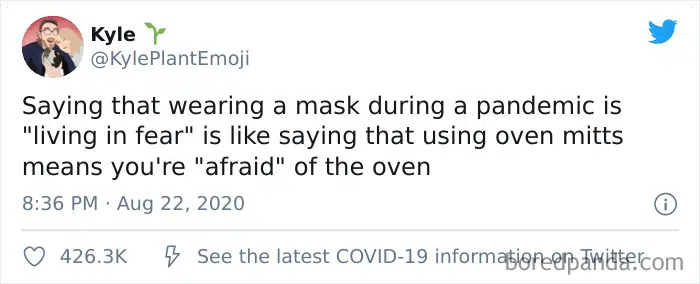 Kyle 🌱
@KylePlantEmoji
Saying that wearing a mask during a pandemic is
"living in fear" is like saying that using oven mitts
means you're "afraid" of the oven
8:36 PM · Aug 22, 2020
426.3K See the latest COVID-19 information on Twitter
boredpanda.com